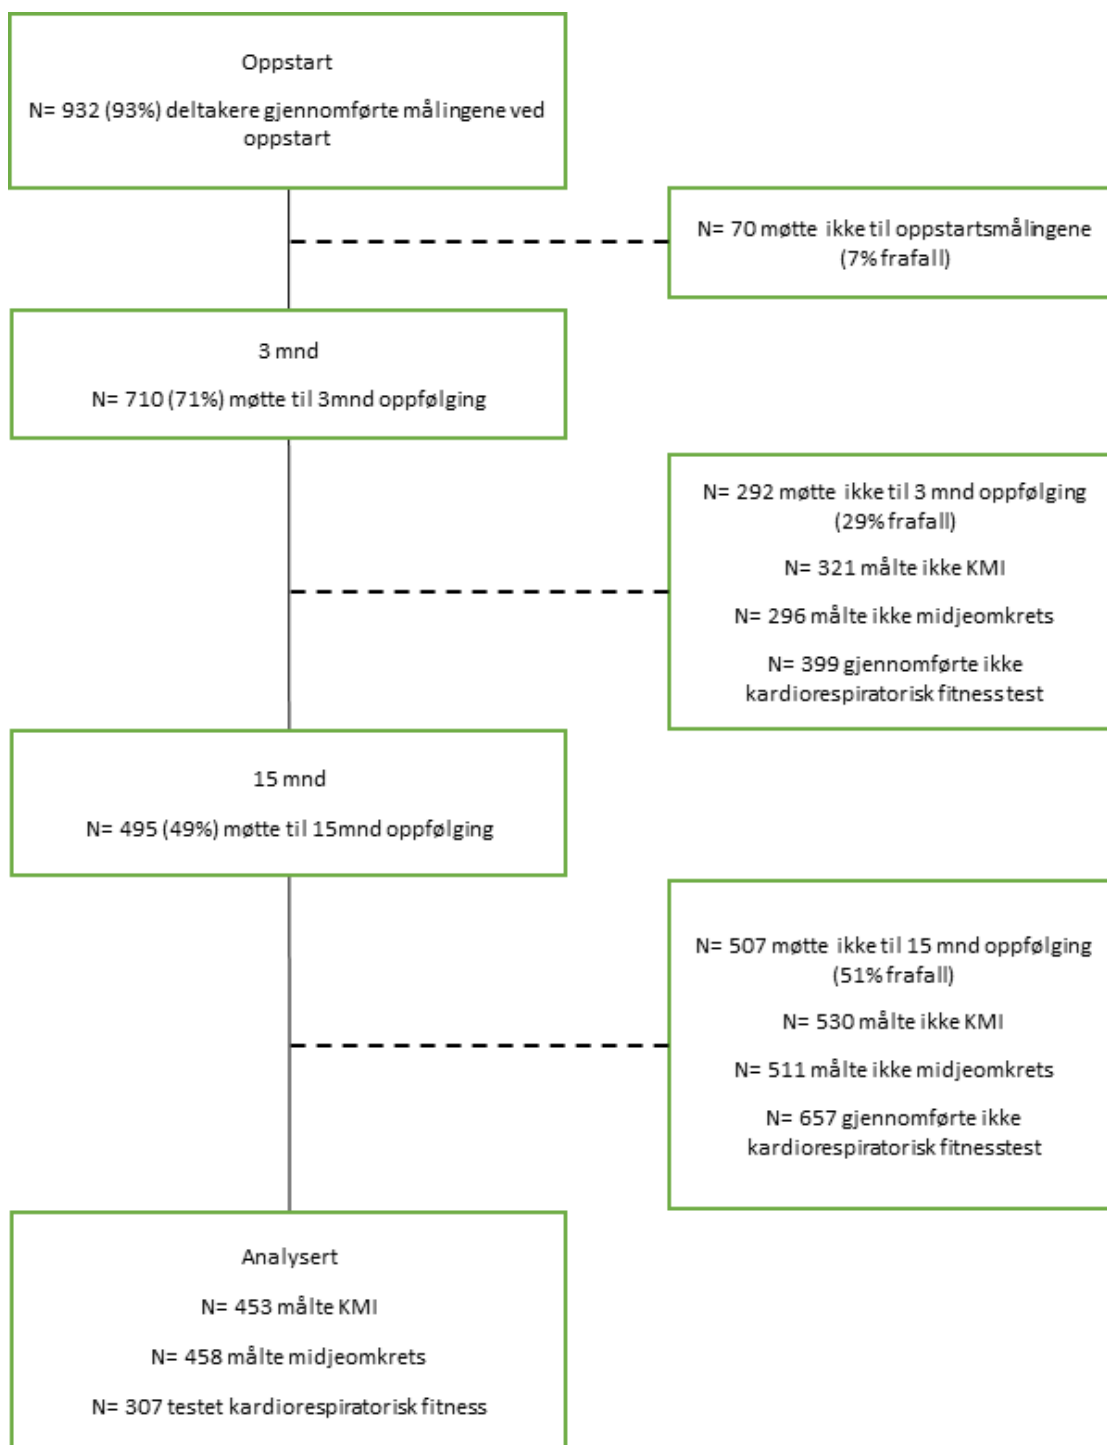 Oppstart
N= 932 (93%) deltakere gjennomførte målingene ved
oppstart
N= 70 møtte ikke til oppstartsmålingene
(7% frafall)
3 mnd
N= 710 (71%) møtte til 3mnd oppfølging
N= 292 møtte ikke til 3 mnd oppfølging
(29% frafall)
N= 321 målte ikke KMI
N= 296 målte ikke midjeomkrets
N= 399 gjennomførte ikke
kardiorespiratorisk fitness test
15 mnd
N= 495 (49%) møtte til 15mnd oppfølging
N= 507 møtte ikke til 15 mnd oppfølging
(51% frafall)
N= 530 målte ikke KMI
N= 511 målte ikke midjeomkrets
N= 657 gjennomførte ikke
kardiorespiratorisk fitnesstest
Analysert
N= 453 målte KMI
N= 458 målte midjeomkrets
N= 307 testet kardiorespiratorisk fitness